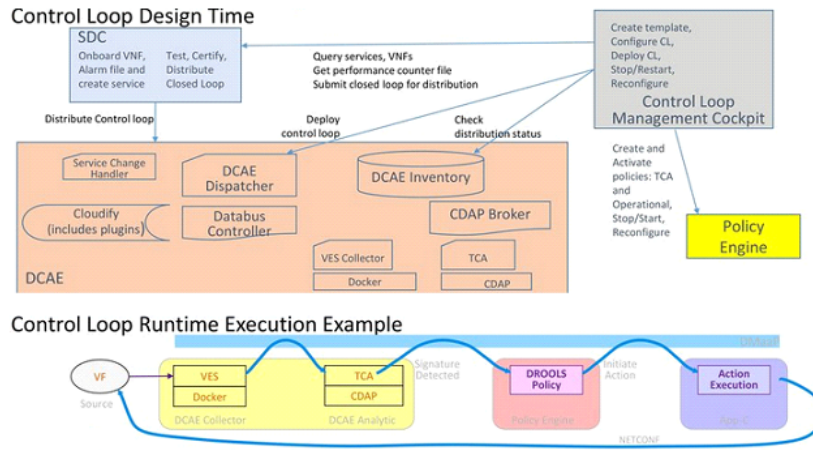 Control Loop Design Time
SDC
Onboard VNF,
Alarm file and
create service
Test, Certify,
Distribute
Closed Loop
Query services, VNFs
Get performance counter file
Submit closed loop for distribution
Create template,
Configure CL,
Deploy CL,
Stop/Restart,
Reconfigure
Control Loop
Management Cockpit
Distribute Control loop
Deploy
control loop
Check
distribution status
Service Change
Handler
DCAE
Dispatcher
DCAE Inventory
Create and
Activate
policies: TCA
and
Operational,
Stop/Start,
Reconfigure
Cloudify
(includes plugins)
Databus
Controller
CDAP Broker
Policy
Engine
VES Collector
TCA
Docker
CDAP
DCAE
Control Loop Runtime Execution Example
VF
Source
VES
Docker
DCAE Collector
TCA
CDAP
DCAE Analytic
Signature
Detected
DROOLS
Policy
Policy Engine
Initiate
Action
Action
Execution
App-C
NETCONF